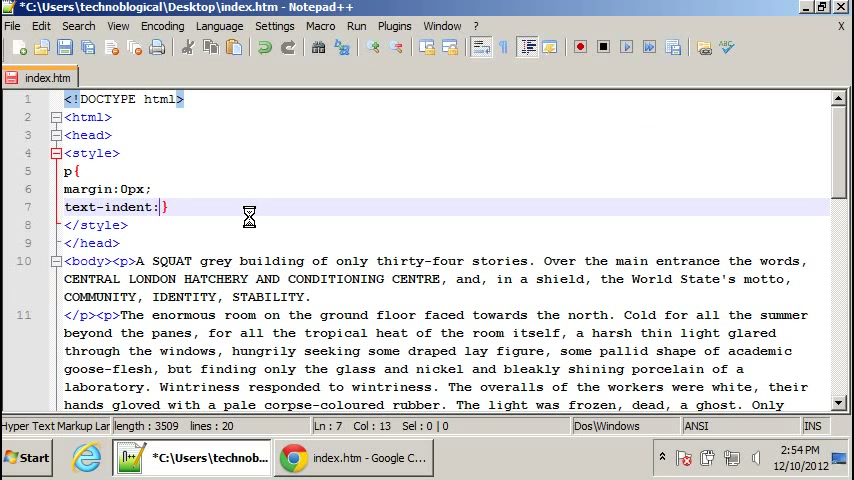 *C:\Users\technoblogical\Desktop\index.htm - Notepad++
File Edit Search View Encoding Language Settings Macro Run Plugins Window ? X
index.htm
1 <!DOCTYPE html>
2 <html>
3 <head>
4 <style>
5 p{
6 margin:0px;
7 text-indent:}
8 </style>
9 </head>
10 <body><p>A SQUAT grey building of only thirty-four stories. Over the main entrance the words,
CENTRAL LONDON HATCHERY AND CONDITIONING CENTRE, and, in a shield, the World State's motto,
COMMUNITY, IDENTITY, STABILITY.
11 </p><p>The enormous room on the ground floor faced towards the north. Cold for all the summer
beyond the panes, for all the tropical heat of the room itself, a harsh thin light glared
through the windows, hungrily seeking some draped lay figure, some pallid shape of academic
goose-flesh, but finding only the glass and nickel and bleakly shining porcelain of a
laboratory. Wintriness responded to wintriness. The overalls of the workers were white, their
hands gloved with a pale corpse-coloured rubber. The light was frozen, dead, a ghost. Only
Hyper Text Markup Lan length : 3509 lines : 20 Ln : 7 Col : 13 Sel : 0 | 0 Dos\Windows ANSI INS
Start *C:\Users\technob... index.htm - Google C... 2:54 PM
12/10/2012